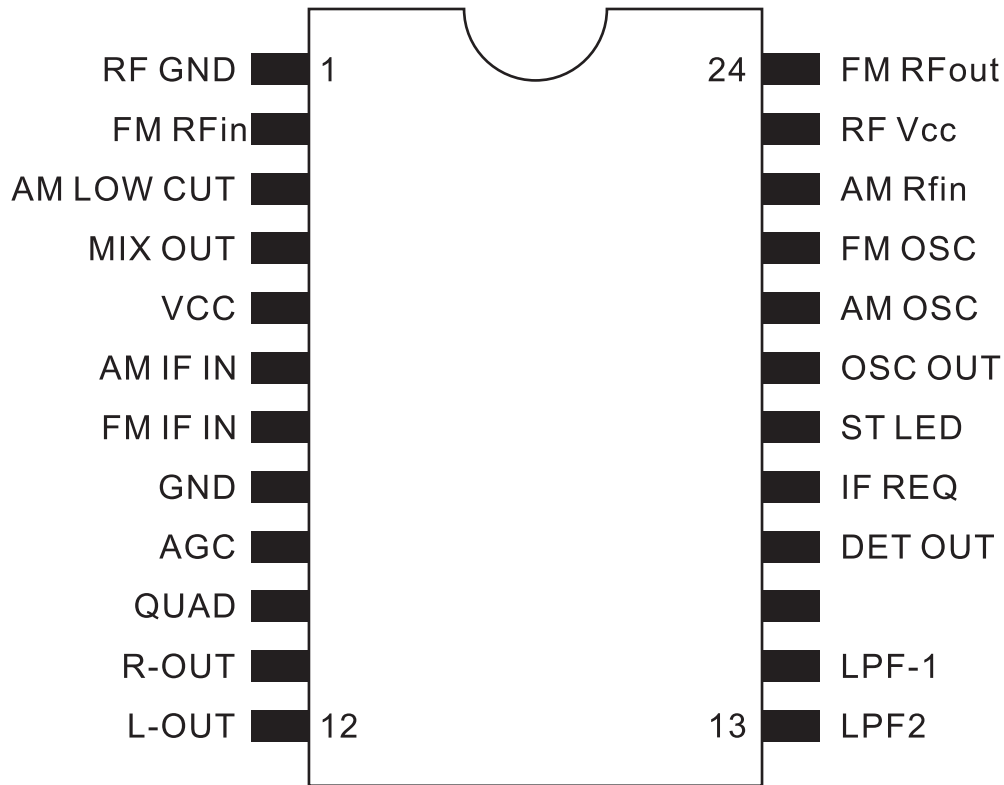 RF GND 1 24 FM RFout
FM RFin RF Vcc
AM LOW CUT AM Rfin
MIX OUT FM OSC
VCC AM OSC
AM IF IN OSC OUT
FM IF IN ST LED
GND IF REQ
AGC DET OUT
QUAD
R-OUT LPF-1
L-OUT 12 13 LPF2